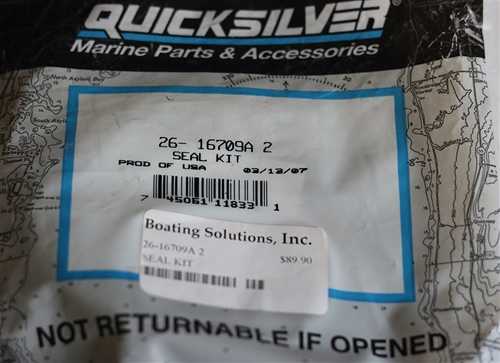 QUICKSILVER
Marine Parts & Accessories
26- 16709A 2
SEAL KIT
PROD OF USA 03/13/07
7 45061 11833 1
Boating Solutions, Inc.
26-16709A 2 $89.90
SEAL KIT
NOT RETURNABLE IF OPENED